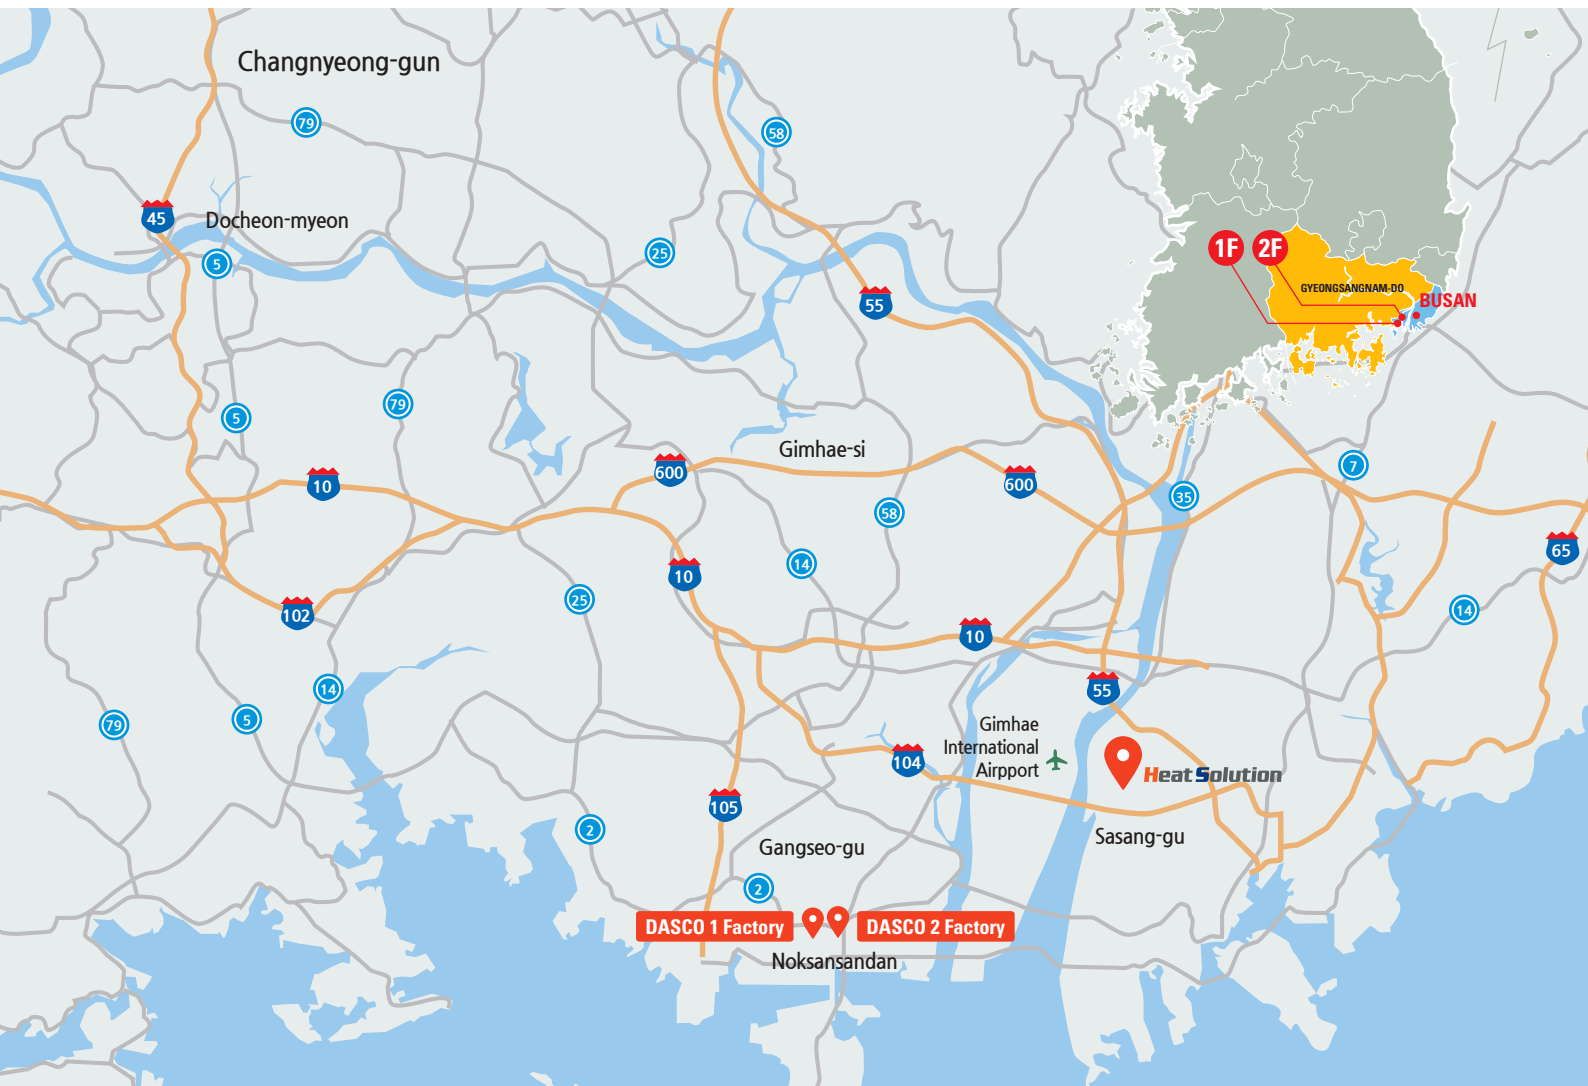 Changnyeong-gun
79
58
45
Docheon-myeon
5
25
55
1F
2F
GYEONGSANGNAM-DO
BUSAN
5
79
Gimhae-si
600
600
7
10
35
58
65
10
14
102
25
14
10
14
55
79
5
Gimhae
International
Airpport
104
Heat Solution
105
2
Gangseo-gu
Sasang-gu
2
DASCO 1 Factory
DASCO 2 Factory
Noksansandan